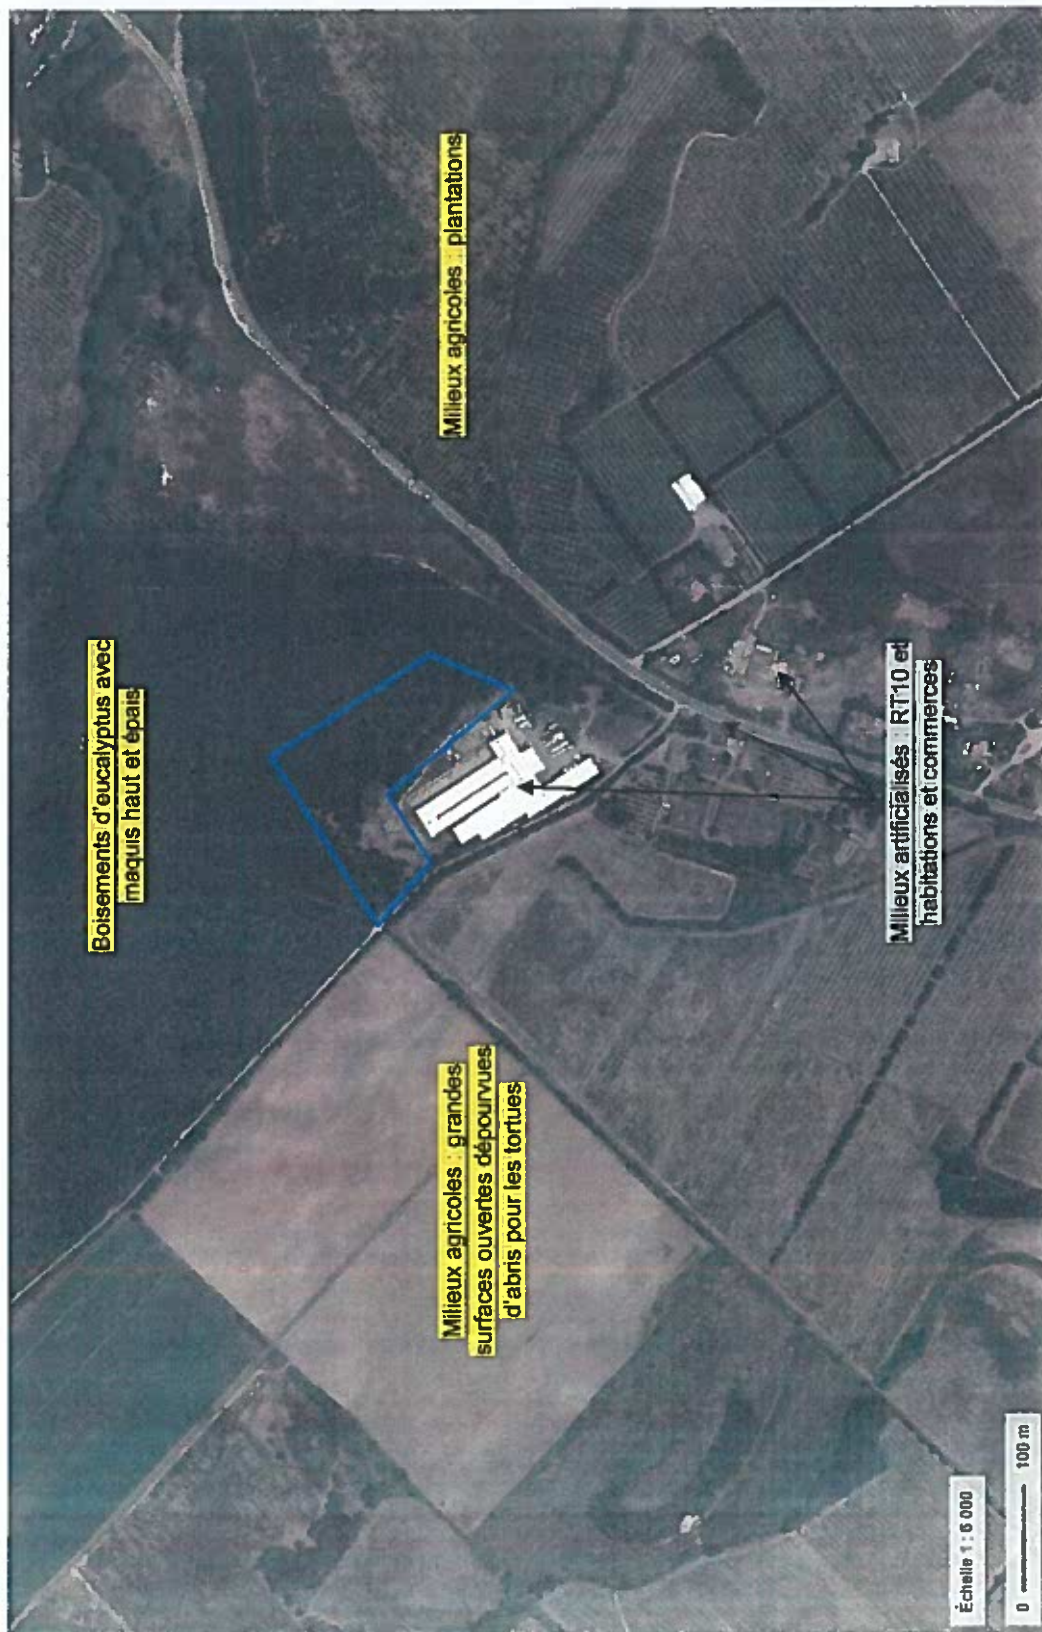 Boisements d'eucalyptus avec
maquis haut et épais
Milieux agricoles : plantations
Milieux agricoles : grandes
surfaces ouvertes dépourvues
d'abris pour les tortues
Milieux artificialisés : RT10 et
habitations et commerces
Échelle 1 : 6 000
0 100 m